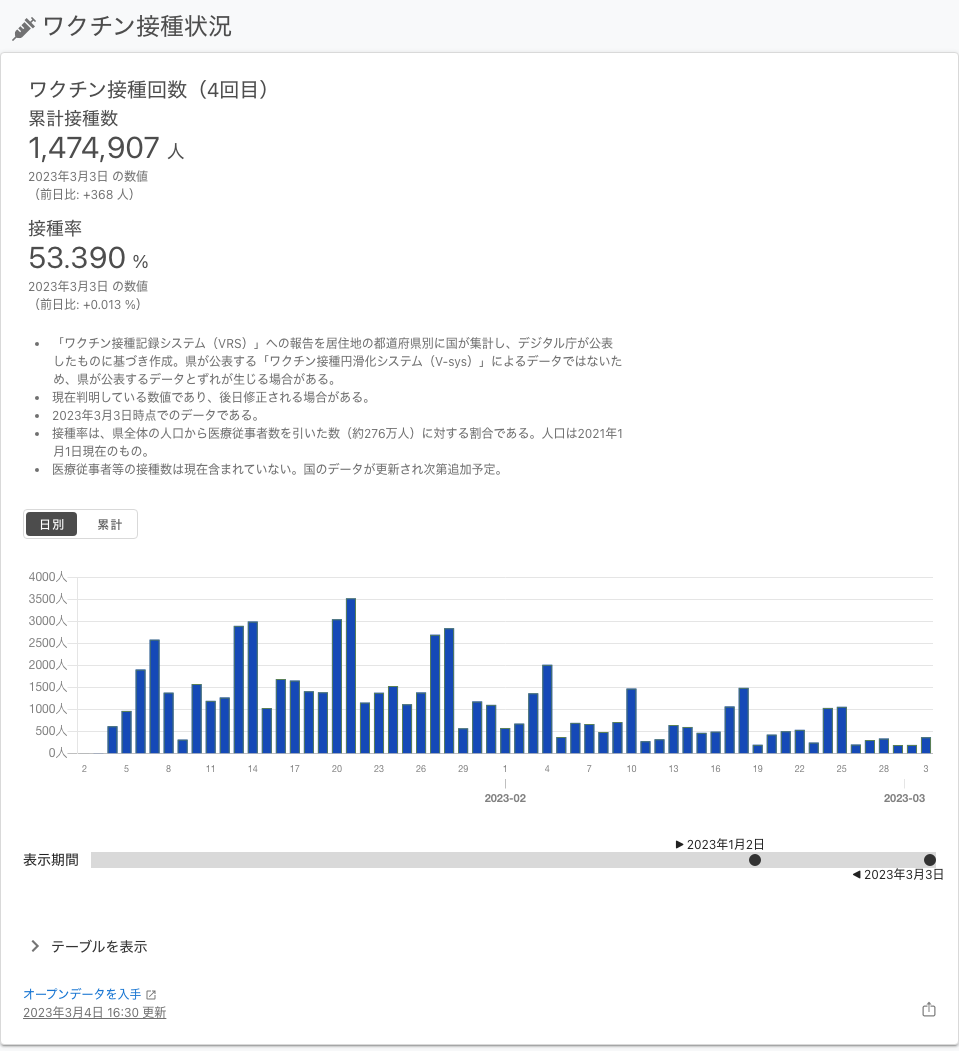 ワクチン接種状況
ワクチン接種回数（4回目）
累計接種数
1,474,907 人
2023年3月3日 の数値
（前日比: +368 人）
接種率
53.390 %
2023年3月3日 の数値
（前日比: +0.013 %）
• 「ワクチン接種記録システム（VRS）」への報告を居住地の都道府県別に国が集計し、デジタル庁が公表
したものに基づき作成。県が公表する「ワクチン接種円滑化システム（V-sys）」によるデータではないた
め、県が公表するデータとずれが生じる場合がある。
• 現在判明している数値であり、後日修正される場合がある。
• 2023年3月3日時点でのデータである。
• 接種率は、県全体の人口から医療従事者数を引いた数（約276万人）に対する割合である。人口は2021年1
月1日現在のもの。
• 医療従事者等の接種数は現在含まれていない。国のデータが更新され次第追加予定。
日別 累計
4000人
3500人
3000人
2500人
2000人
1500人
1000人
500人
0人
2 5 8 11 14 17 20 23 26 29 1 4 7 10 13 16 19 22 25 28 3
2023-02 2023-03
▶ 2023年1月2日
表示期間
◀ 2023年3月3日
テーブルを表示
オープンデータを入手
2023年3月4日 16:30 更新